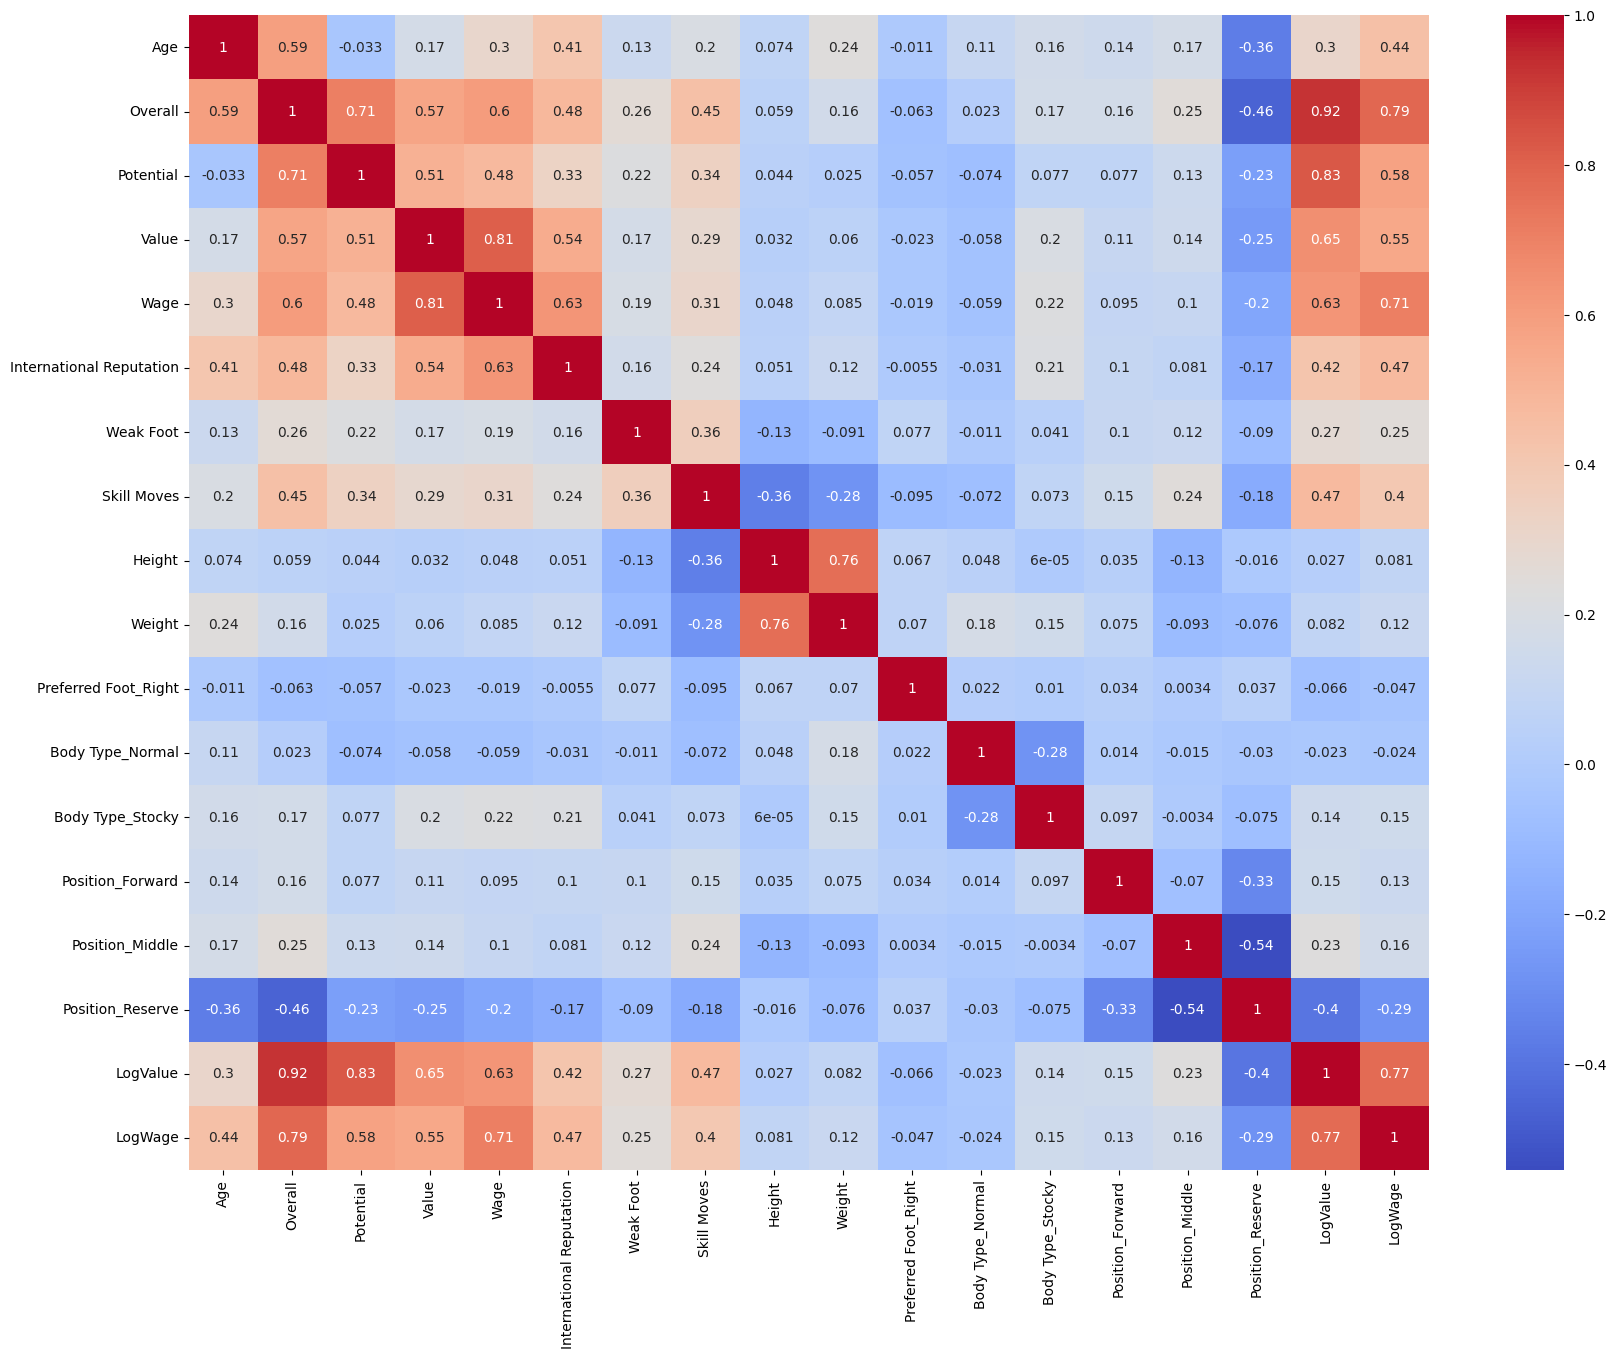 Age 1 0.59 -0.033 0.17 0.3 0.41 0.13 0.2 0.074 0.24 -0.011 0.11 0.16 0.14 0.17 -0.36 0.3 0.44
Overall 0.59 1 0.71 0.57 0.6 0.48 0.26 0.45 0.059 0.16 -0.063 0.023 0.17 0.16 0.25 -0.46 0.92 0.79
Potential -0.033 0.71 1 0.51 0.48 0.33 0.22 0.34 0.044 0.025 -0.057 -0.074 0.077 0.077 0.13 -0.23 0.83 0.58
Value 0.17 0.57 0.51 1 0.81 0.54 0.17 0.29 0.032 0.06 -0.023 -0.058 0.2 0.11 0.14 -0.25 0.65 0.55
Wage 0.3 0.6 0.48 0.81 1 0.63 0.19 0.31 0.048 0.085 -0.019 -0.059 0.22 0.095 0.1 -0.2 0.63 0.71
International Reputation 0.41 0.48 0.33 0.54 0.63 1 0.16 0.24 0.051 0.12 -0.0055 -0.031 0.21 0.1 0.081 -0.17 0.42 0.47
Weak Foot 0.13 0.26 0.22 0.17 0.19 0.16 1 0.36 -0.13 -0.091 0.077 -0.011 0.041 0.1 0.12 -0.09 0.27 0.25
Skill Moves 0.2 0.45 0.34 0.29 0.31 0.24 0.36 1 -0.36 -0.28 -0.095 -0.072 0.073 0.15 0.24 -0.18 0.47 0.4
Height 0.074 0.059 0.044 0.032 0.048 0.051 -0.13 -0.36 1 0.76 0.067 0.048 6e-05 0.035 -0.13 -0.016 0.027 0.081
Weight 0.24 0.16 0.025 0.06 0.085 0.12 -0.091 -0.28 0.76 1 0.07 0.18 0.15 0.075 -0.093 -0.076 0.082 0.12
Preferred Foot_Right -0.011 -0.063 -0.057 -0.023 -0.019 -0.0055 0.077 -0.095 0.067 0.07 1 0.022 0.01 0.034 0.0034 0.037 -0.066 -0.047
Body Type_Normal 0.11 0.023 -0.074 -0.058 -0.059 -0.031 -0.011 -0.072 0.048 0.18 0.022 1 -0.28 0.014 -0.015 -0.03 -0.023 -0.024
Body Type_Stocky 0.16 0.17 0.077 0.2 0.22 0.21 0.041 0.073 6e-05 0.15 0.01 -0.28 1 0.097 -0.0034 -0.075 0.14 0.15
Position_Forward 0.14 0.16 0.077 0.11 0.095 0.1 0.1 0.15 0.035 0.075 0.034 0.014 0.097 1 -0.07 -0.33 0.15 0.13
Position_Middle 0.17 0.25 0.13 0.14 0.1 0.081 0.12 0.24 -0.13 -0.093 0.0034 -0.015 -0.0034 -0.07 1 -0.54 0.23 0.16
Position_Reserve -0.36 -0.46 -0.23 -0.25 -0.2 -0.17 -0.09 -0.18 -0.016 -0.076 0.037 -0.03 -0.075 -0.33 -0.54 1 -0.4 -0.29
LogValue 0.3 0.92 0.83 0.65 0.63 0.42 0.27 0.47 0.027 0.082 -0.066 -0.023 0.14 0.15 0.23 -0.4 1 0.77
LogWage 0.44 0.79 0.58 0.55 0.71 0.47 0.25 0.4 0.081 0.12 -0.047 -0.024 0.15 0.13 0.16 -0.29 0.77 1
Age
Overall
Potential
Value
Wage
International Reputation
Weak Foot
Skill Moves
Height
Weight
Preferred Foot_Right
Body Type_Normal
Body Type_Stocky
Position_Forward
Position_Middle
Position_Reserve
LogValue
LogWage
1.0
0.8
0.6
0.4
0.2
0.0
−0.2
−0.4